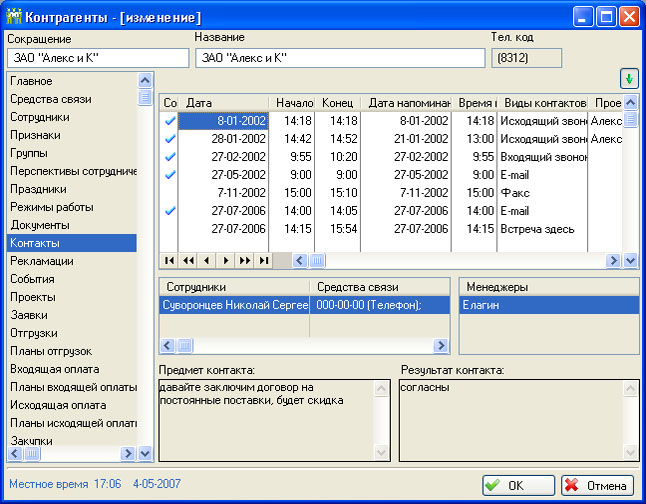 Контрагенты - [изменение]
Сокращение Название Тел. код
ЗАО "Алекс и К" ЗАО "Алекс и К" (8312)
Главное
Средства связи
Сотрудники
Признаки
Группы
Перспективы сотрудниче
Праздники
Режимы работы
Документы
Контакты
Рекламации
События
Проекты
Заявки
Отгрузки
Планы отгрузок
Входящая оплата
Планы входящей оплаты
Исходящая оплата
Планы исходящей оплат
Закупки
Со Дата Начало Конец Дата напоминан Время Виды контактов Прое
8-01-2002 14:18 14:18 8-01-2002 14:18 Исходящий звон Алекс
28-01-2002 14:42 14:52 21-01-2002 13:00 Исходящий звон Алекс
27-02-2002 9:55 10:20 27-02-2002 9:55 Входящий звоно
27-05-2002 9:00 9:00 27-05-2002 9:00 E-mail
7-11-2002 15:00 15:10 7-11-2002 15:00 Факс
27-07-2006 14:00 14:05 27-07-2006 14:00 E-mail
27-07-2006 14:15 15:54 27-07-2006 14:15 Встреча здесь
Сотрудники Средства связи
Суворонцев Николай Сергее 000-00-00 (Телефон);
Менеджеры
Елагин
Предмет контакта:
давайте заключим договор на
постоянные поставки, будет скидка
Результат контакта:
согласны
Местное время 17:06 4-05-2007
OK Отмена